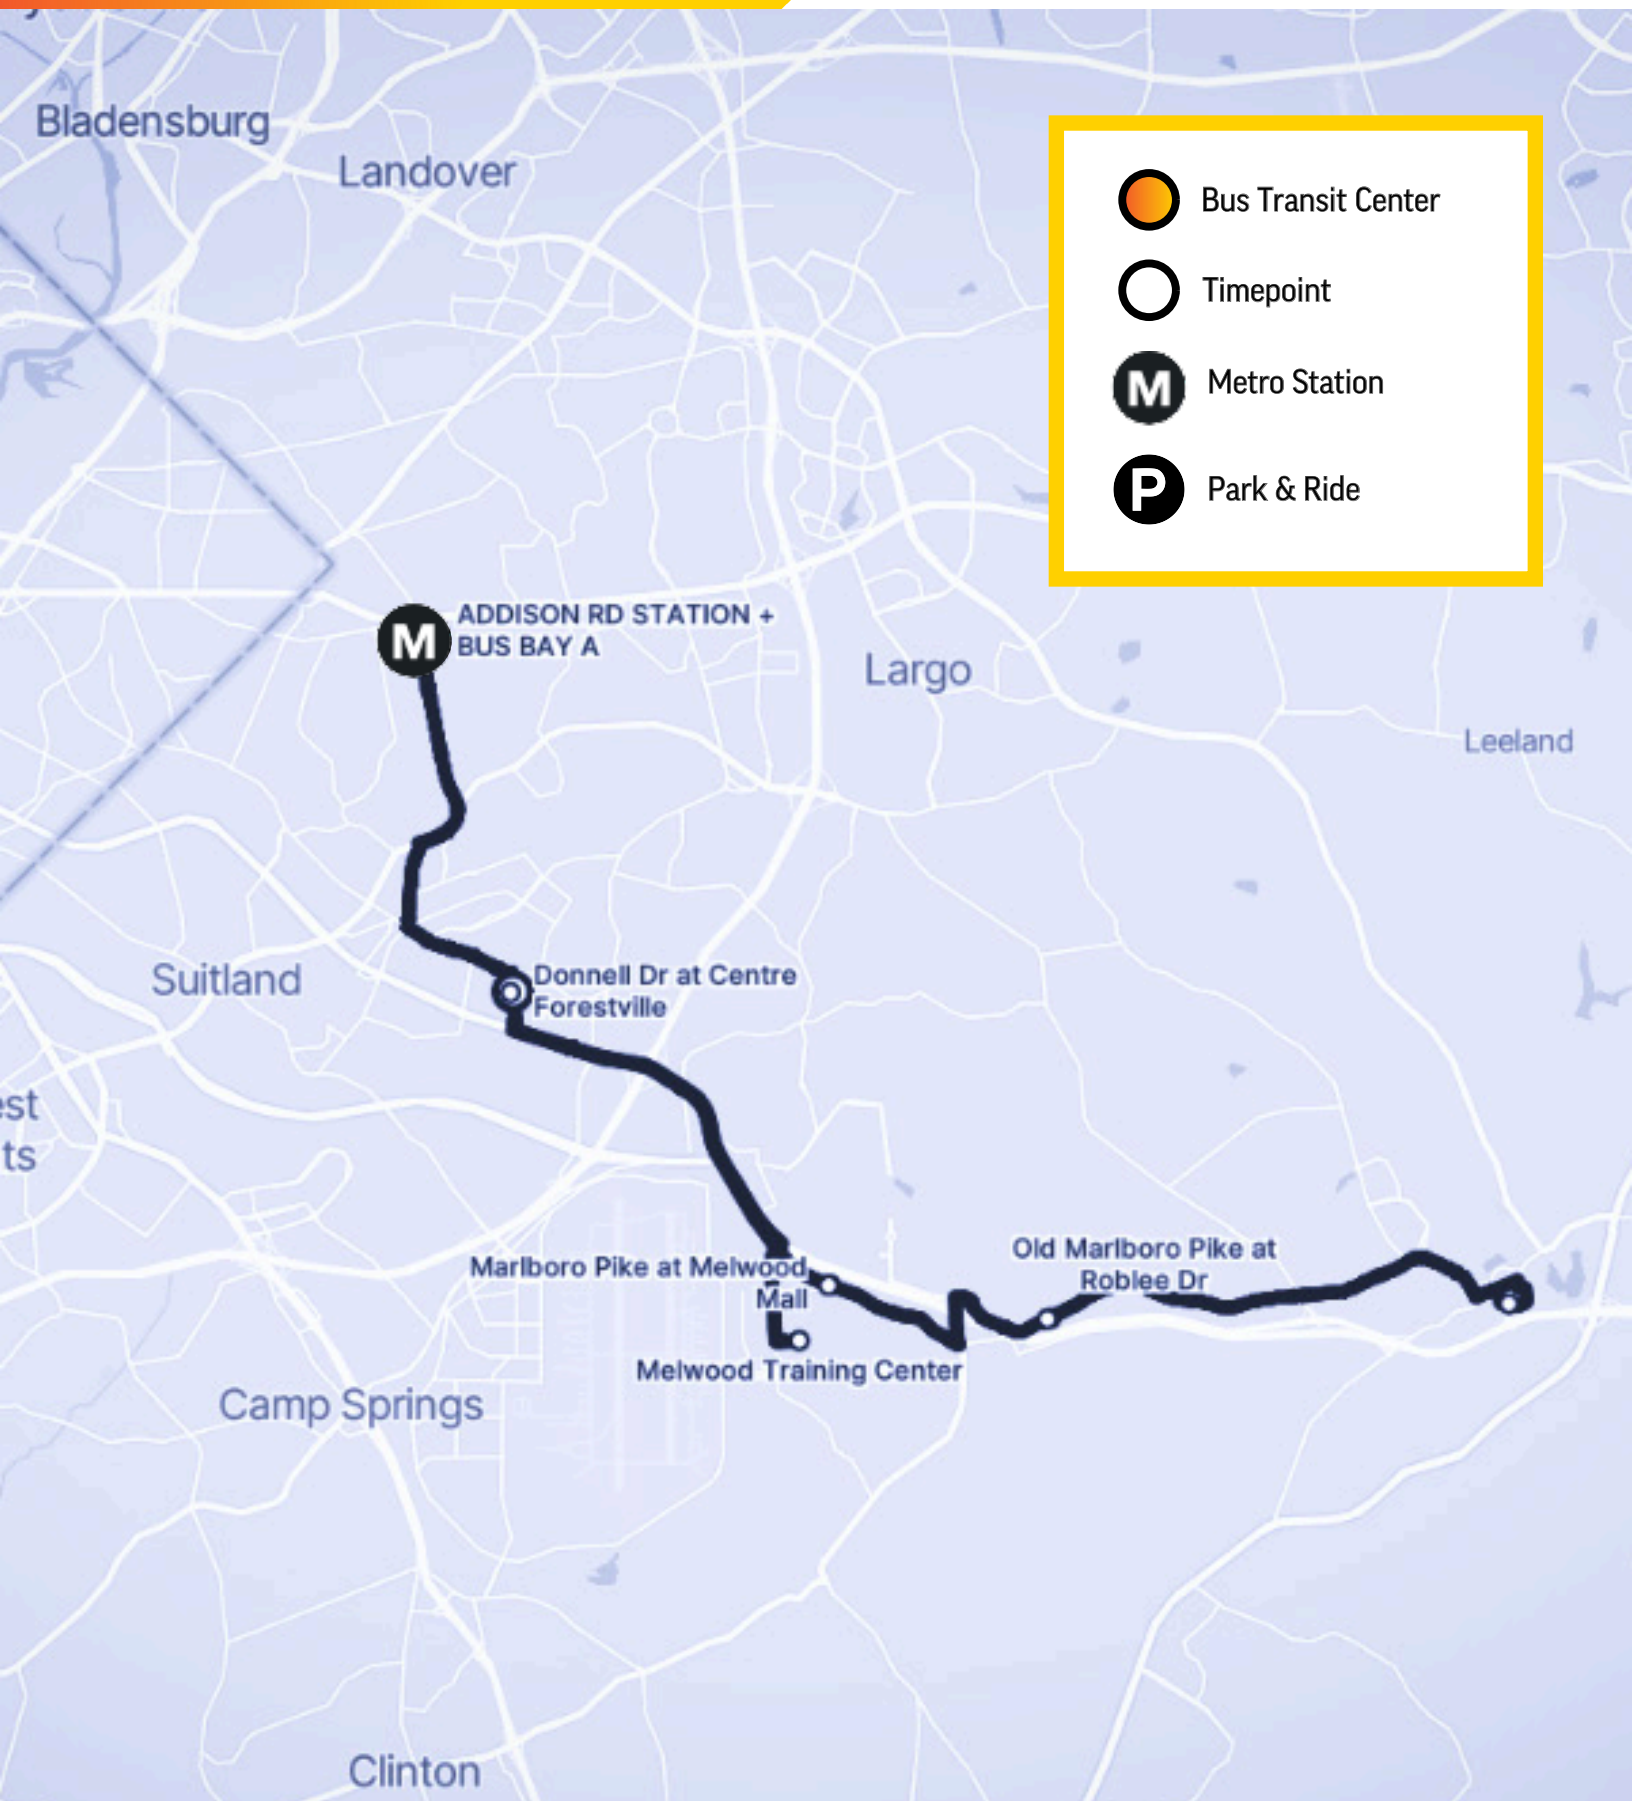 Bladensburg
Landover
Bus Transit Center
Timepoint
M
Metro Station
P
Park & Ride
M
ADDISON RD STATION +
BUS BAY A
Largo
Leeland
Suitland
Donnell Dr at Centre
Forestville
est
ts
Marlboro Pike at Melwood
Mall
Old Marlboro Pike at
Roblee Dr
Melwood Training Center
Camp Springs
Clinton